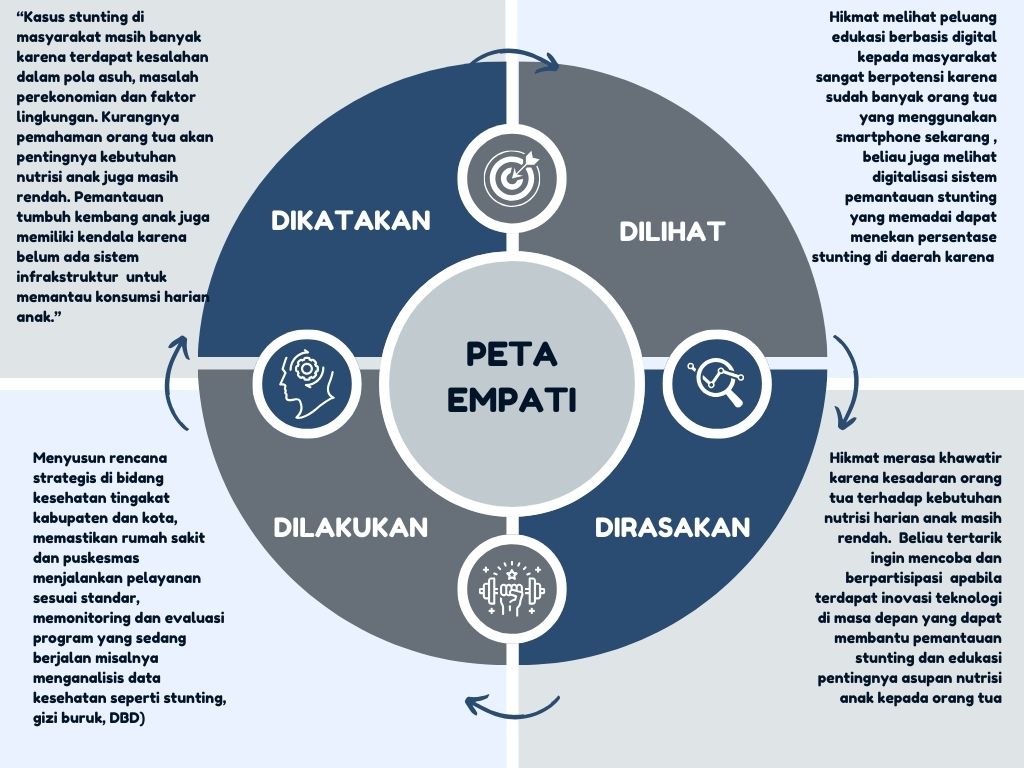 “Kasus stunting di
masyarakat masih banyak
karena terdapat kesalahan
dalam pola asuh, masalah
perekonomian dan faktor
lingkungan. Kurangnya
pemahaman orang tua akan
pentingnya kebutuhan
nutrisi anak juga masih
rendah. Pemantauan
tumbuh kembang anak juga
memiliki kendala karena
belum ada sistem
infrakstruktur  untuk
memantau konsumsi harian
anak.”
Hikmat melihat peluang
edukasi berbasis digital
kepada masyarakat
sangat berpotensi karena
sudah banyak orang tua
yang menggunakan
smartphone sekarang ,
beliau juga melihat
digitalisasi sistem
pemantauan stunting
yang memadai dapat
menekan persentase
stunting di daerah karena
DIKATAKAN
DILIHAT
PETA
EMPATI
DILAKUKAN
DIRASAKAN
Menyusun rencana
strategis di bidang
kesehatan tingakat
kabupaten dan kota,
memastikan rumah sakit
dan puskesmas
menjalankan pelayanan
sesuai standar,
memonitoring dan evaluasi
program yang sedang
berjalan misalnya
menganalisis data
kesehatan seperti stunting,
gizi buruk, DBD)
Hikmat merasa khawatir
karena kesadaran orang
tua terhadap kebutuhan
nutrisi harian anak masih
rendah.  Beliau tertarik
ingin mencoba dan
berpartisipasi  apabila
terdapat inovasi teknologi
di masa depan yang dapat
membantu pemantauan
stunting dan edukasi
pentingnya asupan nutrisi
anak kepada orang tua